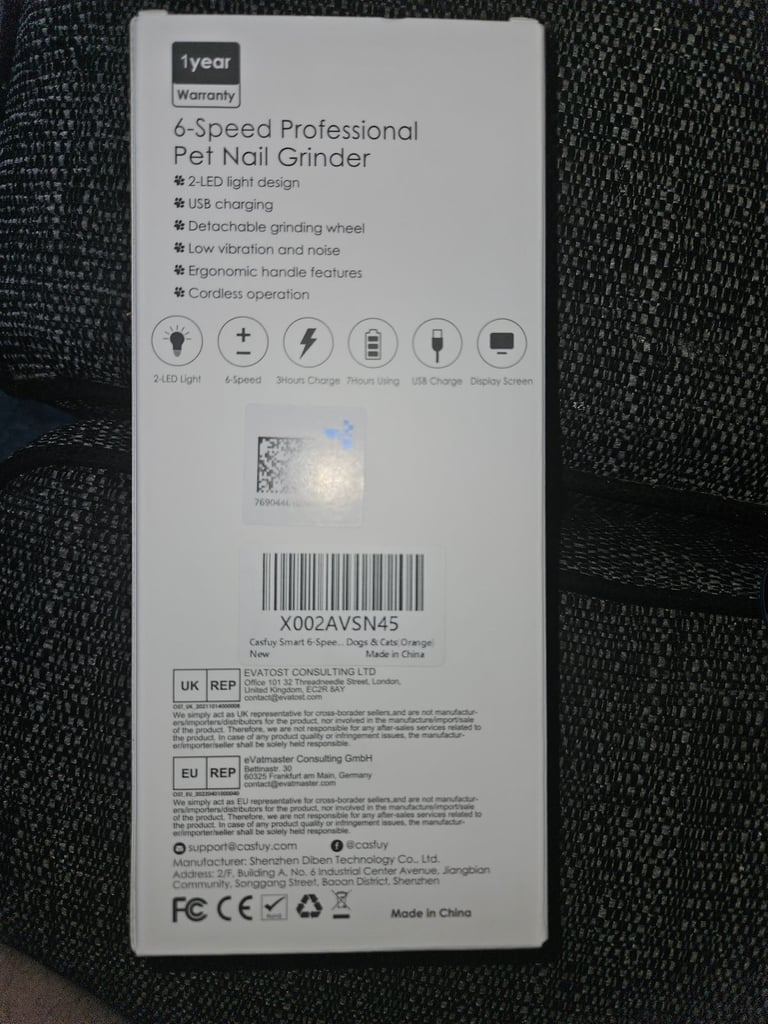 1year
Warranty
6-Speed Professional
Pet Nail Grinder
2-LED light design
USB charging
Detachable grinding wheel
Low vibration and noise
Ergonomic handle features
Cordless operation
2-LED Light 6-Speed 3Hours Charge 7Hours Using USB Charge Display Screen
X002AVSN45
Casfuy Smart 6-Spee... Dogs & Cats(Orange)
New Made in China
UK REP
EVATOST CONSULTING LTD
Office 101 32 Threadneedle Street, London,
United Kingdom, EC2R 8AY
contact@evatost.com
We simply act as UK representative for cross-borader sellers,and are not manufactur-
ers/importers/distributors for the product, nor involved in the manufacture/import/sale
of the product. Therefore, we are not responsible for any after-sales services related to
the product. In case of any product quality or infringement issues, the manufactur-
er/importer/seller shall be solely held responsible.
EU REP
eVatmaster Consulting GmbH
Bettinastr. 30
60325 Frankfurt am Main, Germany
contact@evatmaster.com
We simply act as EU representative for cross-borader sellers,and are not manufactur-
ers/importers/distributors for the product, nor involved in the manufacture/import/sale
of the product. Therefore, we are not responsible for any after-sales services related to
the product. In case of any product quality or infringement issues, the manufactur-
er/importer/seller shall be solely held responsible.
support@casfuy.com @casfuy
Manufacturer: Shenzhen Diben Technology Co., Ltd.
Address: 2/F, Building A, No. 6 Industrial Center Avenue, Jiangbian
Community, Songgang Street, Baoan District, Shenzhen
FC CE Made in China